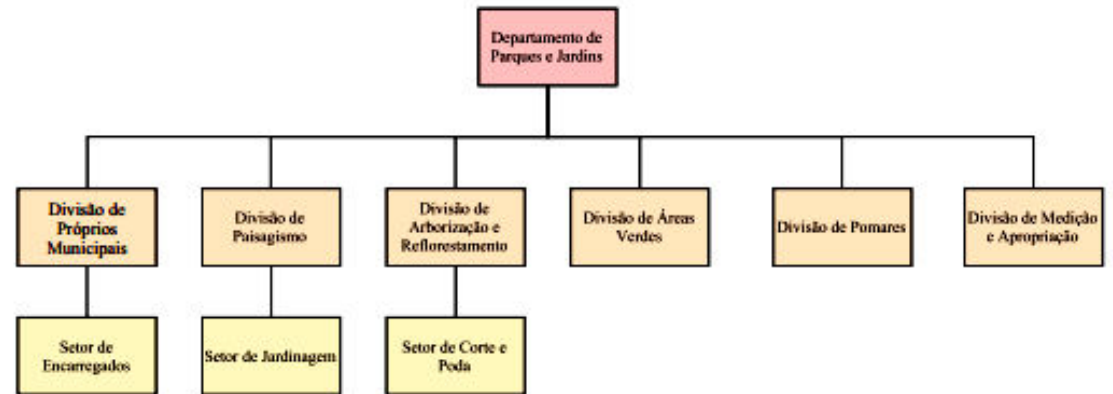 Departamento de
Parques e Jardins
Divisão de
Próprios
Municipais
Divisão de
Paisagismo
Divisão de
Arborização e
Reflorestamento
Divisão de Áreas
Verdes
Divisão de Pomares
Divisão de Medição
e Apropriação
Setor de
Encarregados
Setor de Jardinagem
Setor de Corte e
Poda